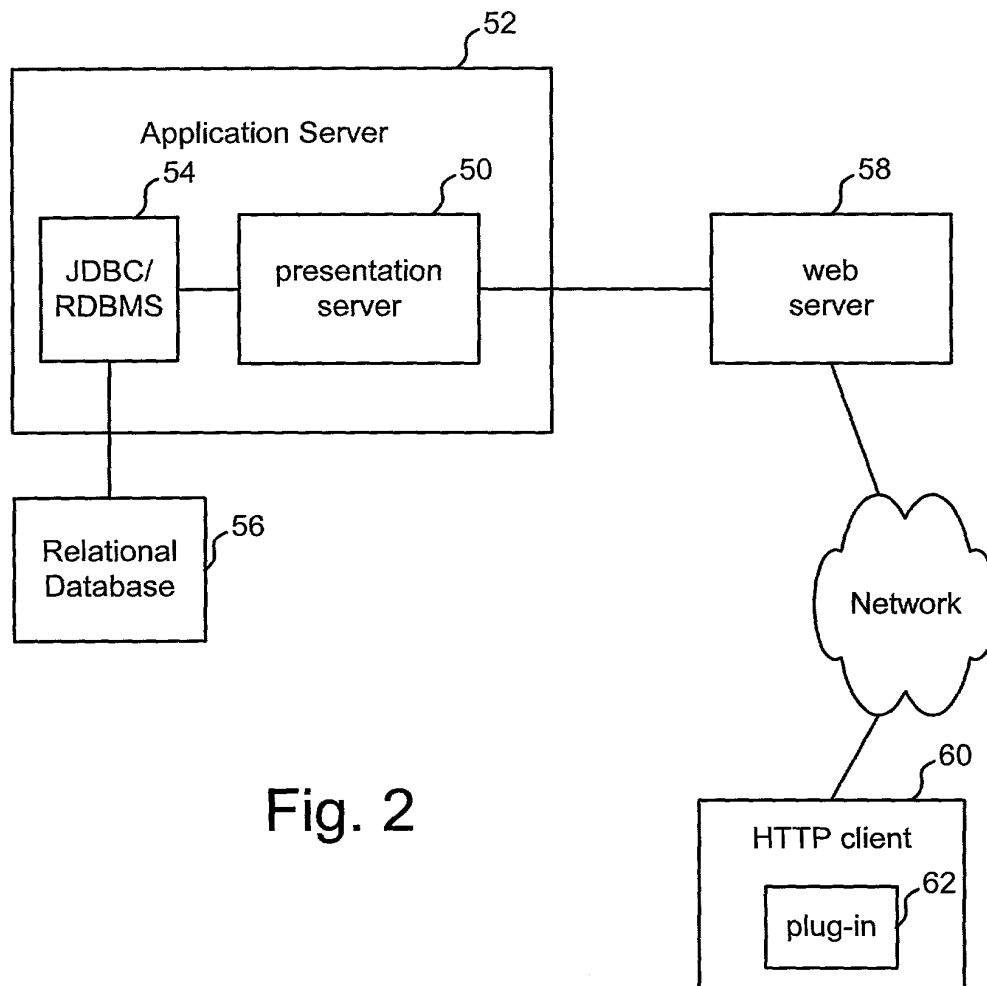 52
Application Server
54
50
58
JDBC/
RDBMS
presentation
server
web
server
56
Relational
Database
Network
Fig. 2
60
HTTP client
62
plug-in